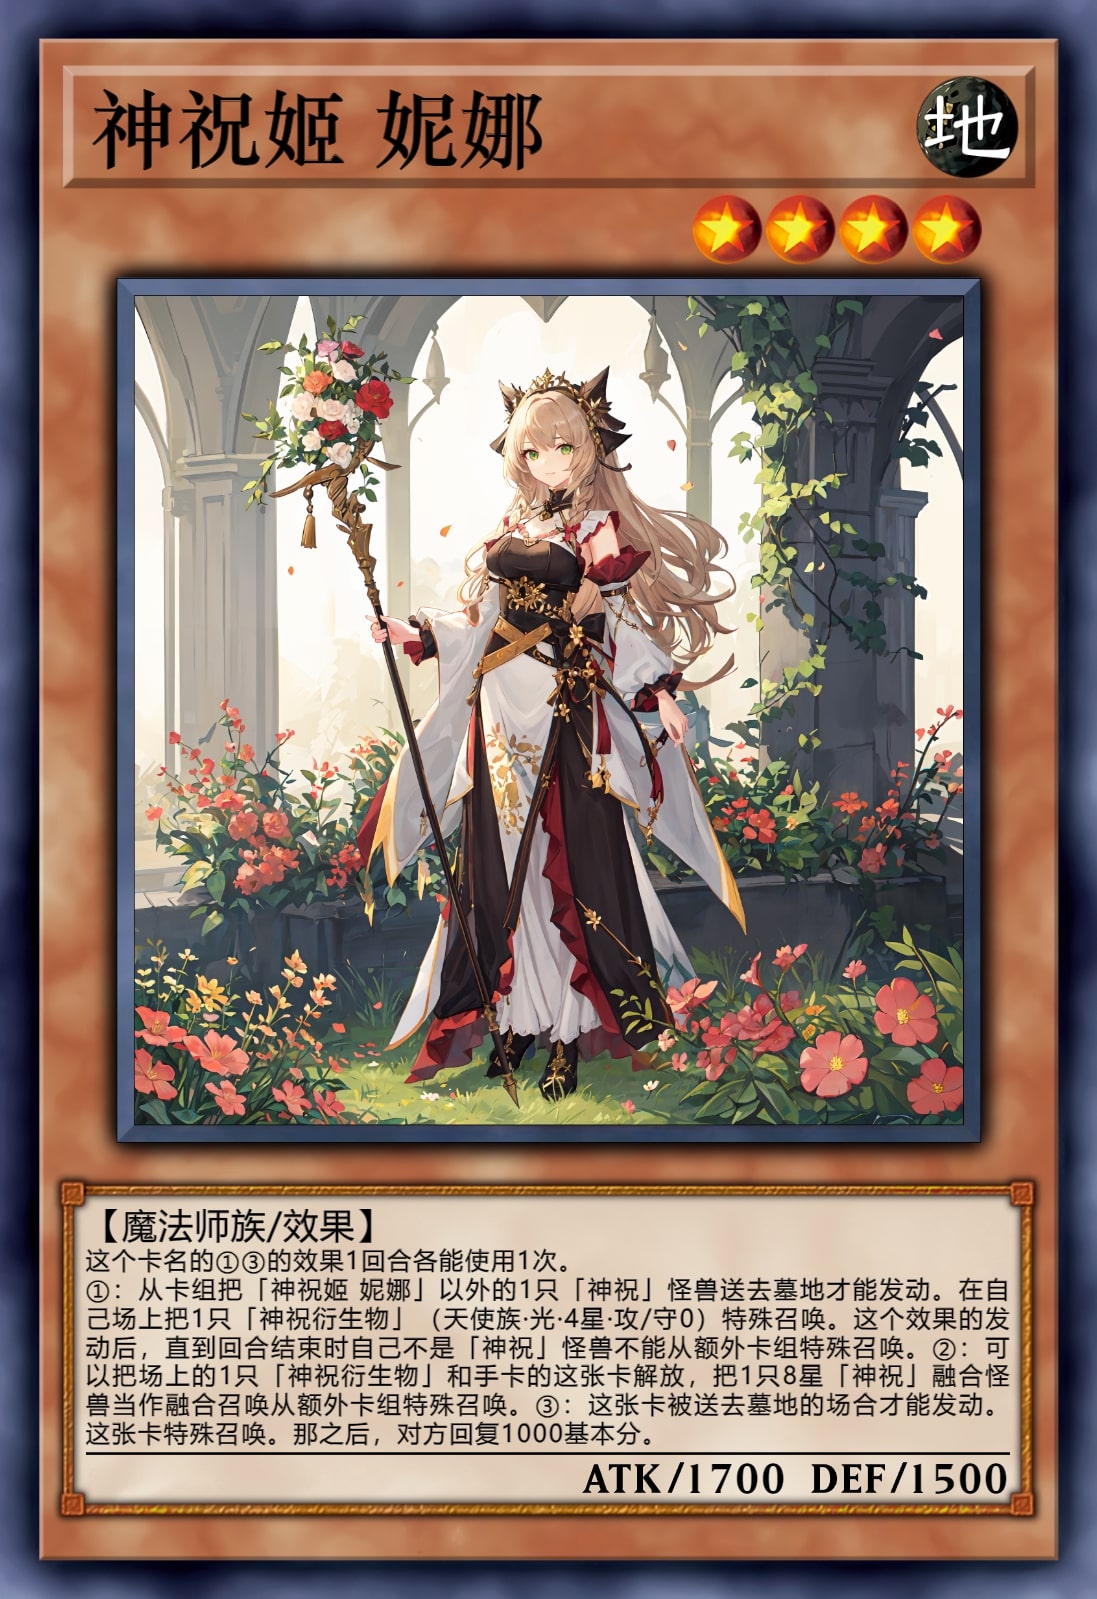 神祝姬 妮娜
地
【魔法师族/效果】
这个卡名的①③的效果1回合各能使用1次。
①：从卡组把「神祝姬 妮娜」以外的1只「神祝」怪兽送去墓地才能发动。在自
己场上把1只「神祝衍生物」（天使族·光·4星·攻/守0）特殊召唤。这个效果的发
动后，直到回合结束时自己不是「神祝」怪兽不能从额外卡组特殊召唤。②：可
以把场上的1只「神祝衍生物」和手卡的这张卡解放，把1只8星「神祝」融合怪
兽当作融合召唤从额外卡组特殊召唤。③：这张卡被送去墓地的场合才能发动。
这张卡特殊召唤。那之后，对方回复1000基本分。
ATK/1700 DEF/1500